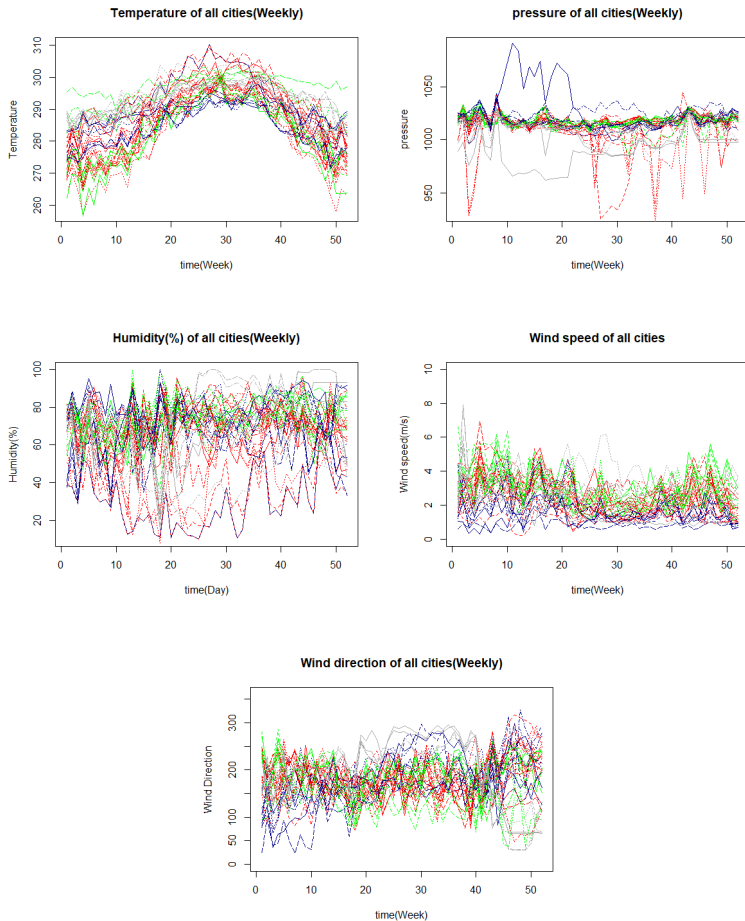 Temperature of all cities(Weekly)
Temperature
260 270 280 290 300 310
0 10 20 30 40 50
time(Week)
pressure of all cities(Weekly)
pressure
950 1000 1050
0 10 20 30 40 50
time(Week)
Humidity(%) of all cities(Weekly)
Humidity(%)
20 40 60 80 100
0 10 20 30 40 50
time(Day)
Wind speed of all cities
Wind speed(m/s)
0 2 4 6 8 10
0 10 20 30 40 50
time(Week)
Wind direction of all cities(Weekly)
Wind Direction
0 50 100 200 300
0 10 20 30 40 50
time(Week)